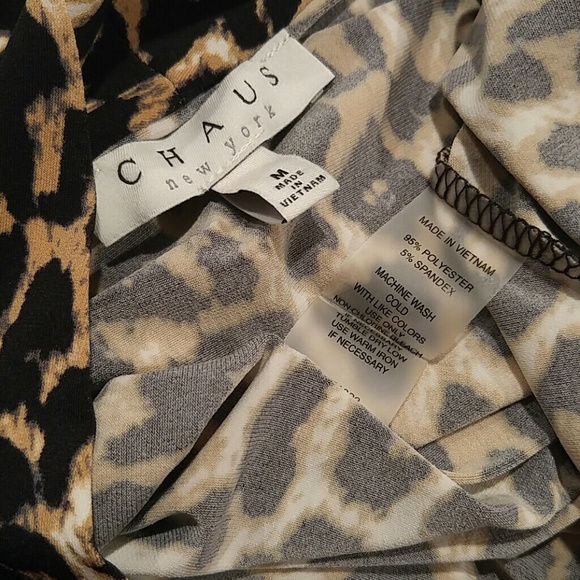 CHAUS
new york
M
MADE
IN
VIETNAM
MADE IN VIETNAM
95% POLYESTER
5% SPANDEX
MACHINE WASH
COLD
WITH LIKE COLORS
USE ONLY
NON-CHLORINE BLEACH
TUMBLE DRY LOW
USE WARM IRON
IF NECESSARY